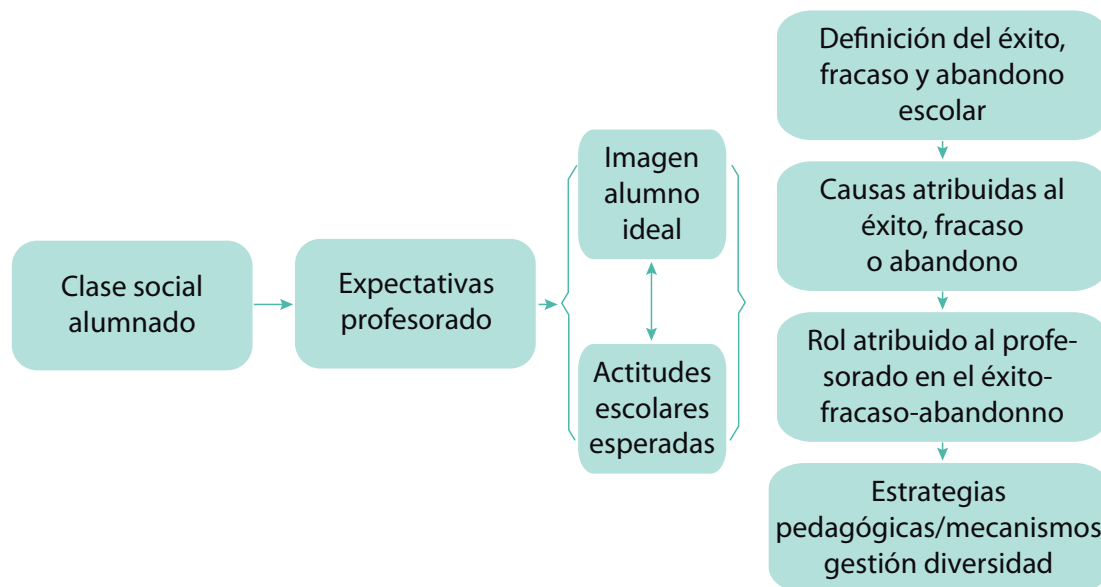 Clase social
alumnado
Expectativas
profesorado
Imagen
alumno
ideal
Actitudes
escolares
esperadas
Definición del éxito,
fracaso y abandono
escolar
Causas atribuidas al
éxito, fracaso
o abandono
Rol atribuido al profe-
sorado en el éxito-
fracaso-abandonno
Estrategias
pedagógicas/mecanismos
gestión diversidad